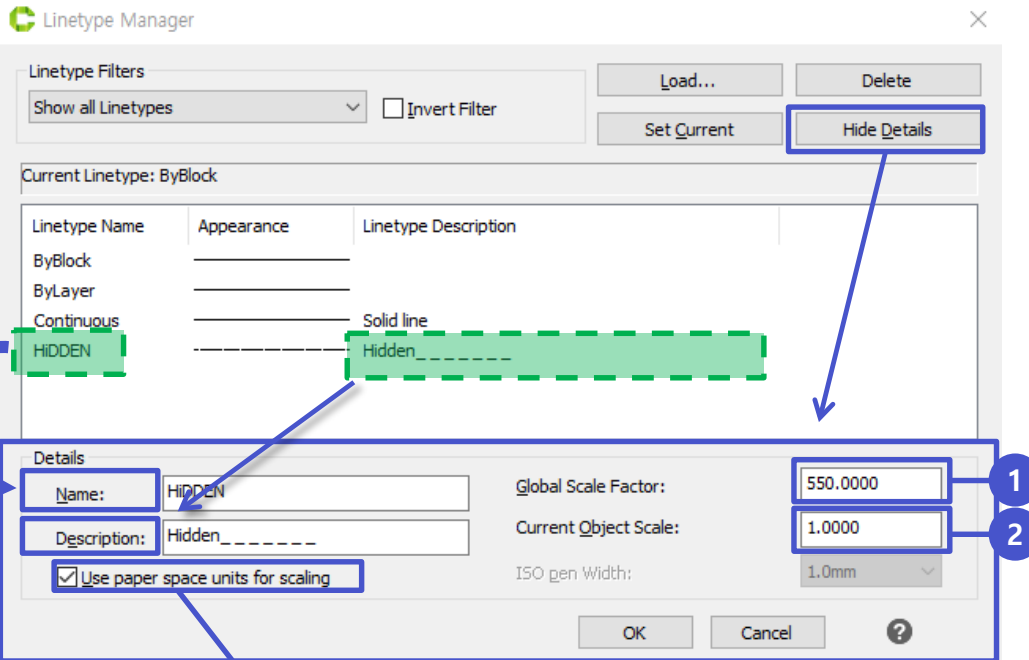 Linetype Manager
Linetype Filters
Show all Linetypes
Invert Filter
Load...
Delete
Set Current
Hide Details
Current Linetype: ByBlock
Linetype Name Appearance Linetype Description
ByBlock
ByLayer
Continuous Solid line
HiDDEN Hidden_ _ _ _ _ _ _
Details
Name: HiDDEN
Global Scale Factor: 550.0000 1
Description: Hidden_ _ _ _ _ _ _
Current Object Scale: 1.0000 2
Use paper space units for scaling
ISO pen Width: 1.0mm
OK Cancel ?